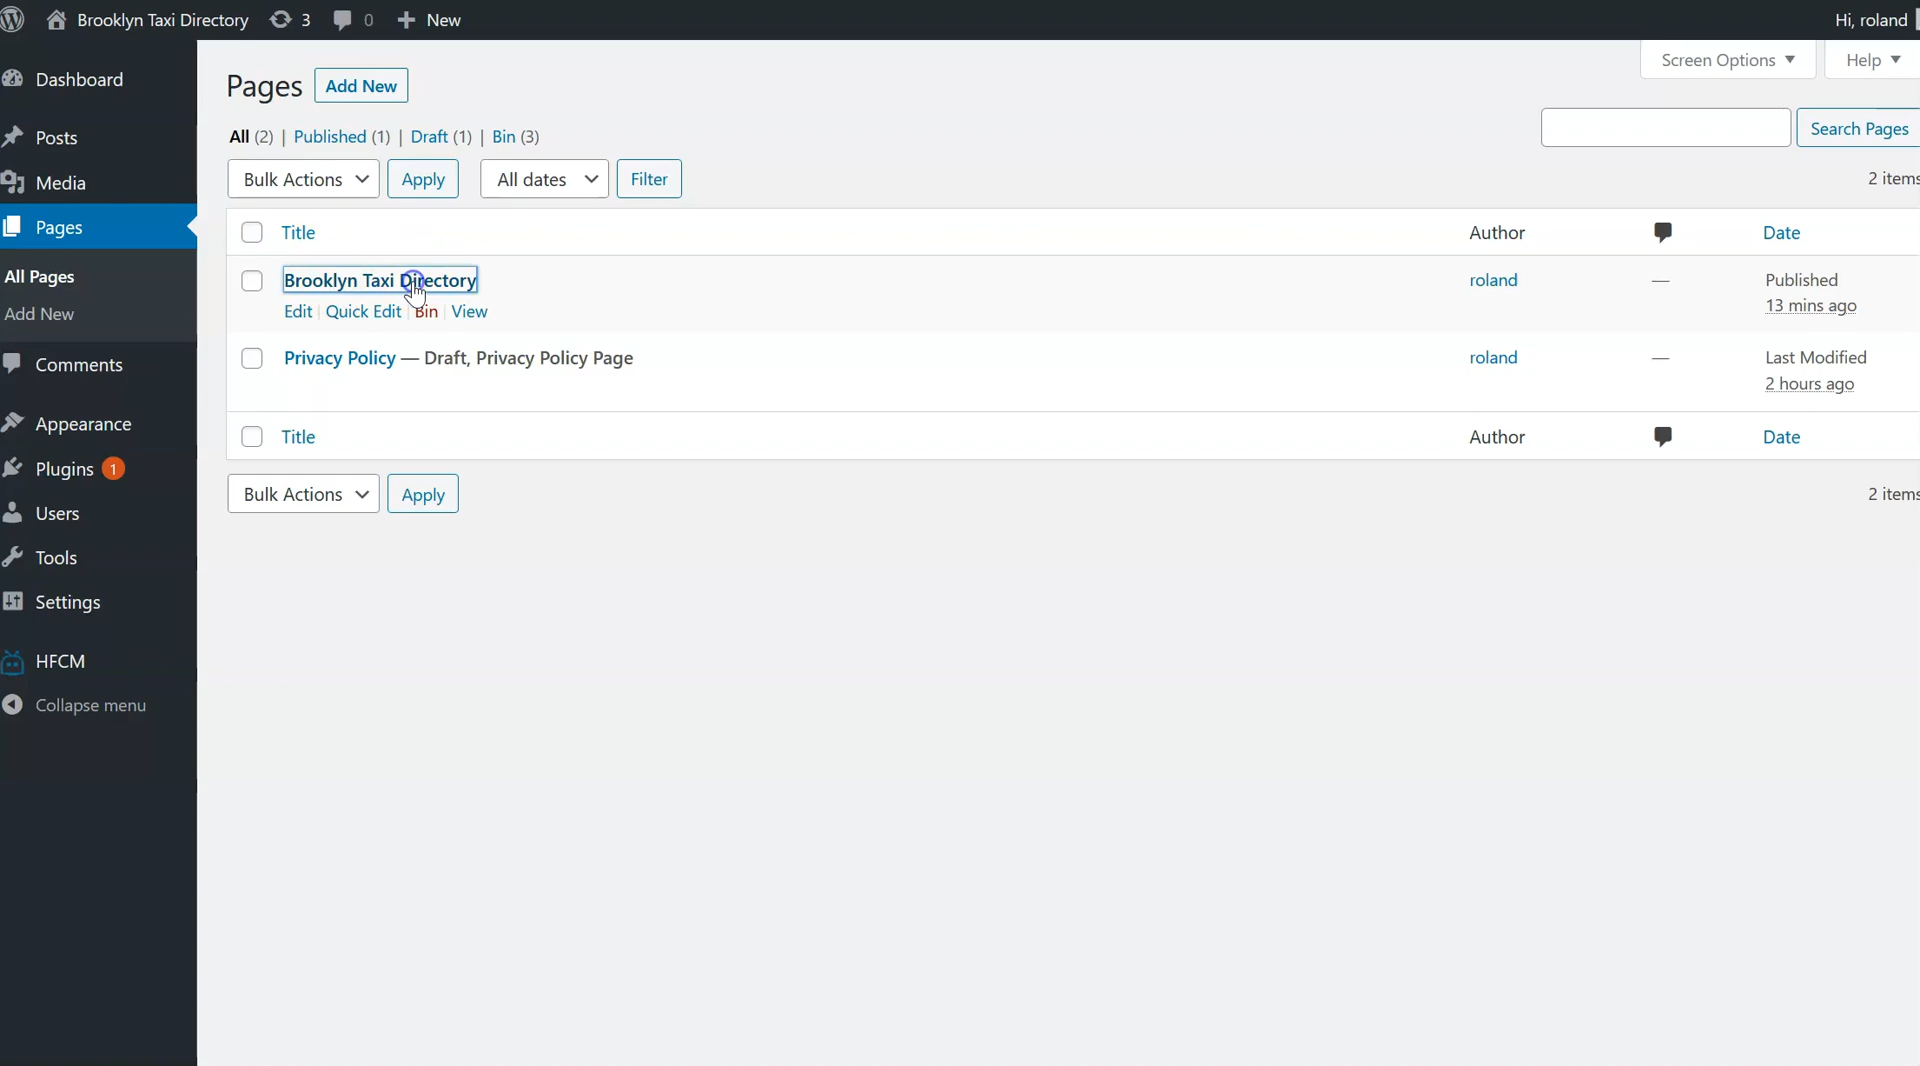 Brooklyn Taxi Directory 3 0 New Hi, roland
Dashboard
Posts
Media
Pages
All Pages
Add New
Comments
Appearance
Plugins 1
Users
Tools
Settings
HFCM
Collapse menu
Screen Options Help
Pages Add New
All (2) | Published (1) | Draft (1) | Bin (3)
Search Pages
Bulk Actions Apply All dates Filter 2 items
Title Author Date
Brooklyn Taxi Directory roland — Published
Edit | Quick Edit | Bin | View 13 mins ago
Privacy Policy — Draft, Privacy Policy Page roland — Last Modified
2 hours ago
Title Author Date
Bulk Actions Apply 2 items